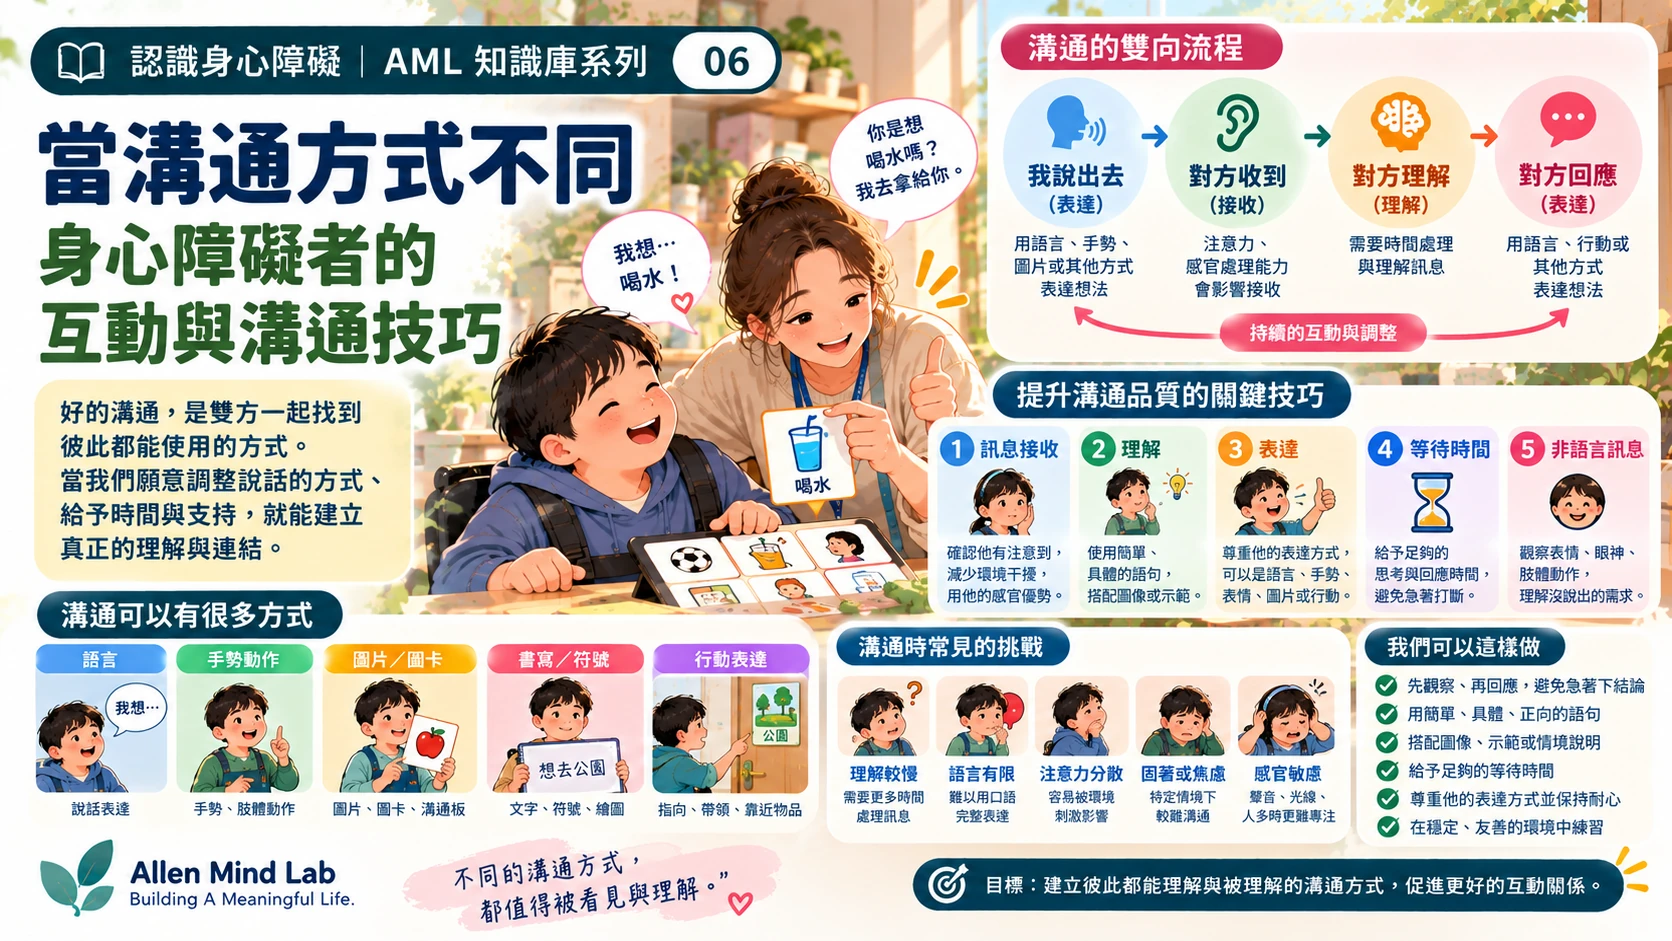 認識身心障礙｜AML 知識庫系列 06
當溝通方式不同
身心障礙者的
互動與溝通技巧
好的溝通，是雙方一起找到
彼此都能使用的方式。
當我們願意調整說話的方式、
給予時間與支持，就能建立
真正的理解與連結。
我想…
喝水！
你是想
喝水嗎？
我去拿給你。
喝水
溝通的雙向流程
我說出去
（表達）
用語言、手勢、
圖片或其他方式
表達想法
對方收到
（接收）
注意力、
感官處理能力
會影響接收
對方理解
（理解）
需要時間處理
與理解訊息
對方回應
（表達）
用語言、行動或
其他方式
表達想法
持續的互動與調整
提升溝通品質的關鍵技巧
1 訊息接收
確認他有注意到，
減少環境干擾，
用他的感官優勢。
2 理解
使用簡單、
具體的語句，
搭配圖像或示範。
3 表達
尊重他的表達方式，
可以是語言、手勢、
表情、圖片或行動。
4 等待時間
給予足夠的
思考與回應時間，
避免急著打斷。
5 非語言訊息
觀察表情、眼神、
肢體動作，
理解沒說出的需求。
溝通可以有很多方式
語言
我想…
說話表達
手勢動作
手勢、肢體動作
圖片／圖卡
圖片、圖卡、溝通板
書寫／符號
想去公園
文字、符號、繪圖
行動表達
公園
指向、帶領、靠近物品
溝通時常見的挑戰
理解較慢
需要更多時間
處理訊息
語言有限
難以用口語
完整表達
注意力分散
容易被環境
刺激影響
固著或焦慮
特定情境下
較難溝通
感官敏感
聲音、光線、
人多時更難專注
我們可以這樣做
先觀察、再回應，避免急著下結論
用簡單、具體、正向的語句
搭配圖像、示範或情境說明
給予足夠的等待時間
尊重他的表達方式並保持耐心
在穩定、友善的環境中練習
Allen Mind Lab
Building A Meaningful Life.
不同的溝通方式，
都值得被看見與理解。”
目標：建立彼此都能理解與被理解的溝通方式，促進更好的互動關係。